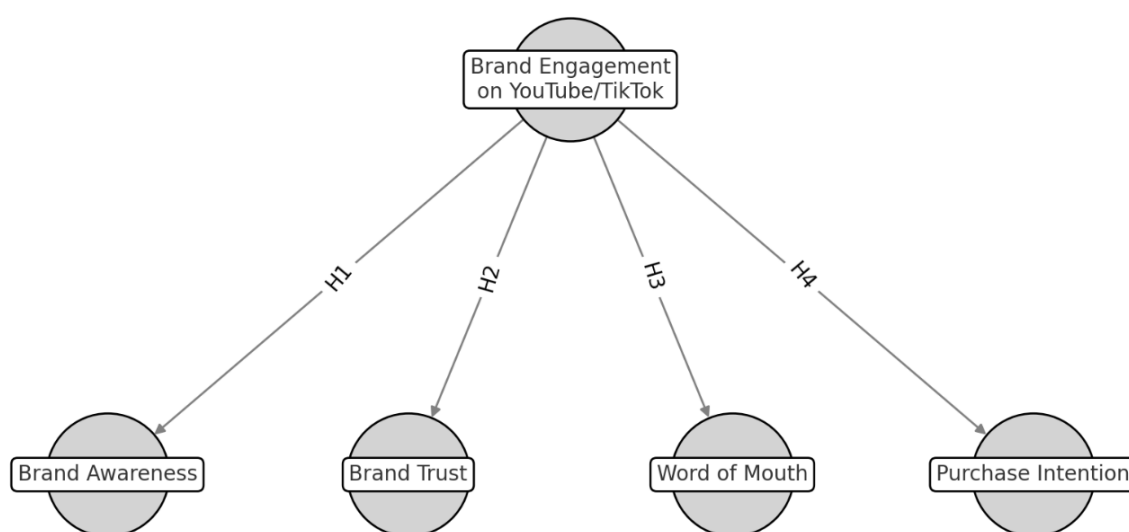 Brand Engagement
on YouTube/TikTok
H1
H2
H3
H4
Brand Awareness
Brand Trust
Word of Mouth
Purchase Intention